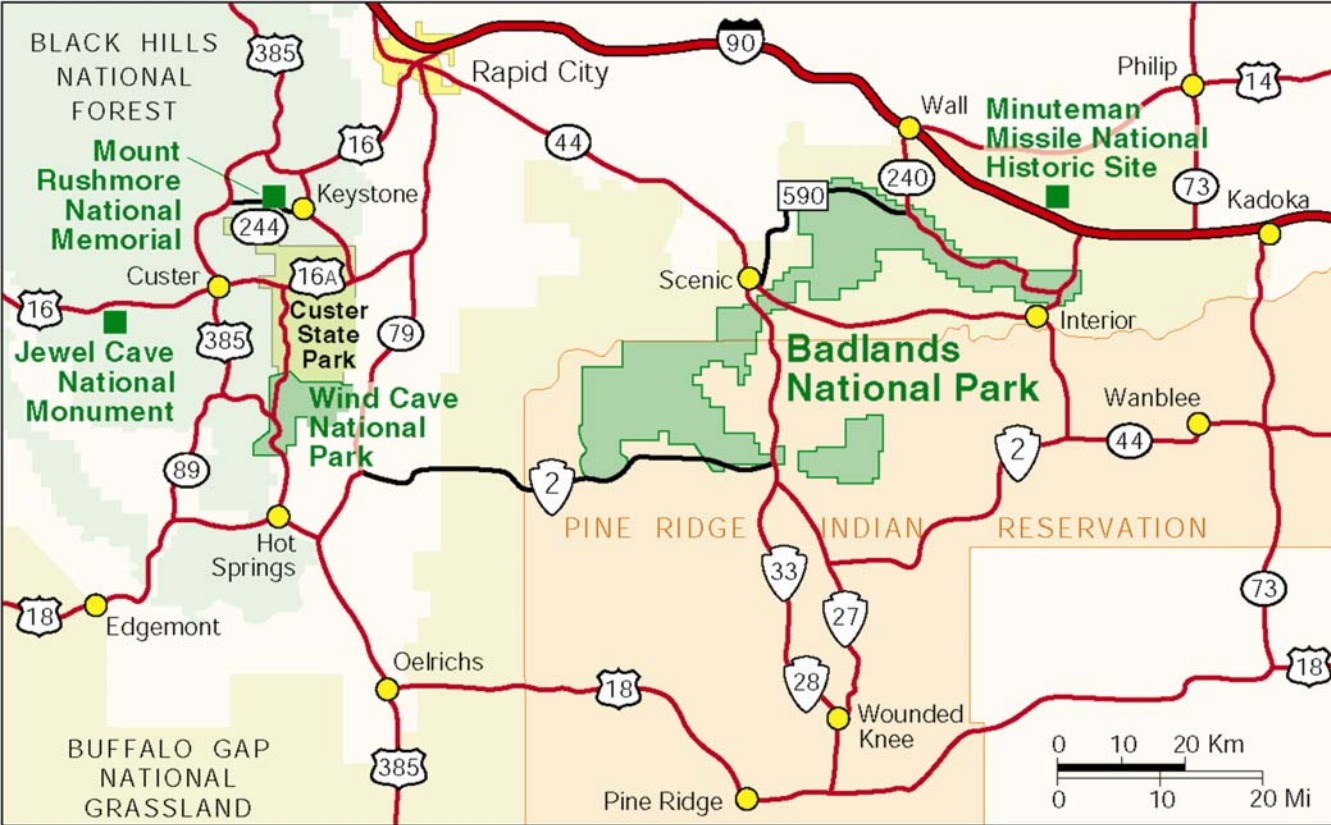 BLACK HILLS
NATIONAL
FOREST
385
Rapid City
90
Philip
14
Wall
Minuteman
Missile National
Historic Site
Mount
Rushmore
National
Memorial
16
44
Keystone
244
590
240
73
Kadoka
Custer
16A
Scenic
16
Custer
State
Park
79
Interior
Jewel Cave
National
Monument
385
Badlands
National Park
Wind Cave
National
Park
Wanblee
44
2
89
2
PINE RIDGE INDIAN RESERVATION
Hot
Springs
33
27
73
18
Edgemont
Oelrichs
18
28
18
Wounded
Knee
BUFFALO GAP
NATIONAL
GRASSLAND
385
Pine Ridge
0 10 20 Km
0 10 20 Mi